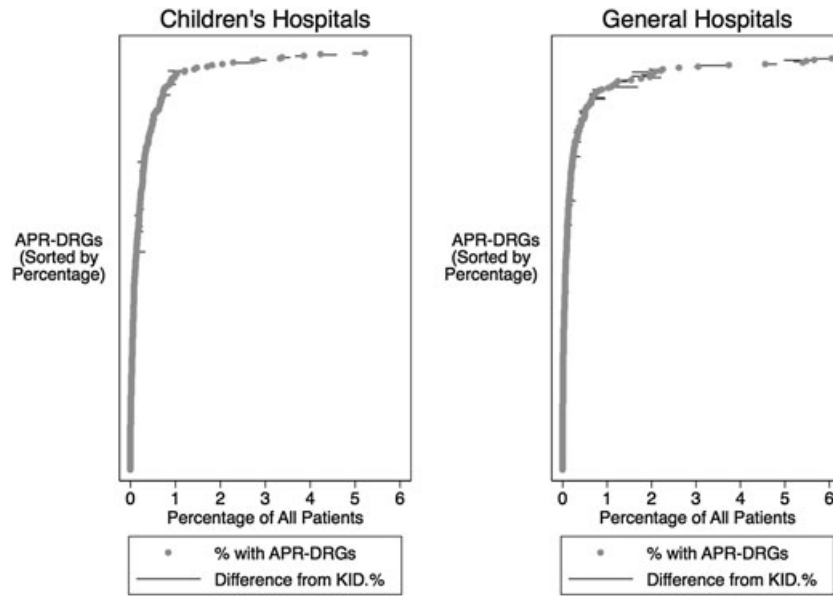 Children's Hospitals
APR-DRGs
(Sorted by
Percentage)
0 1 2 3 4 5 6
Percentage of All Patients
% with APR-DRGs
Difference from KID.%
General Hospitals
APR-DRGs
(Sorted by
Percentage)
0 1 2 3 4 5 6
Percentage of All Patients
% with APR-DRGs
Difference from KID.%